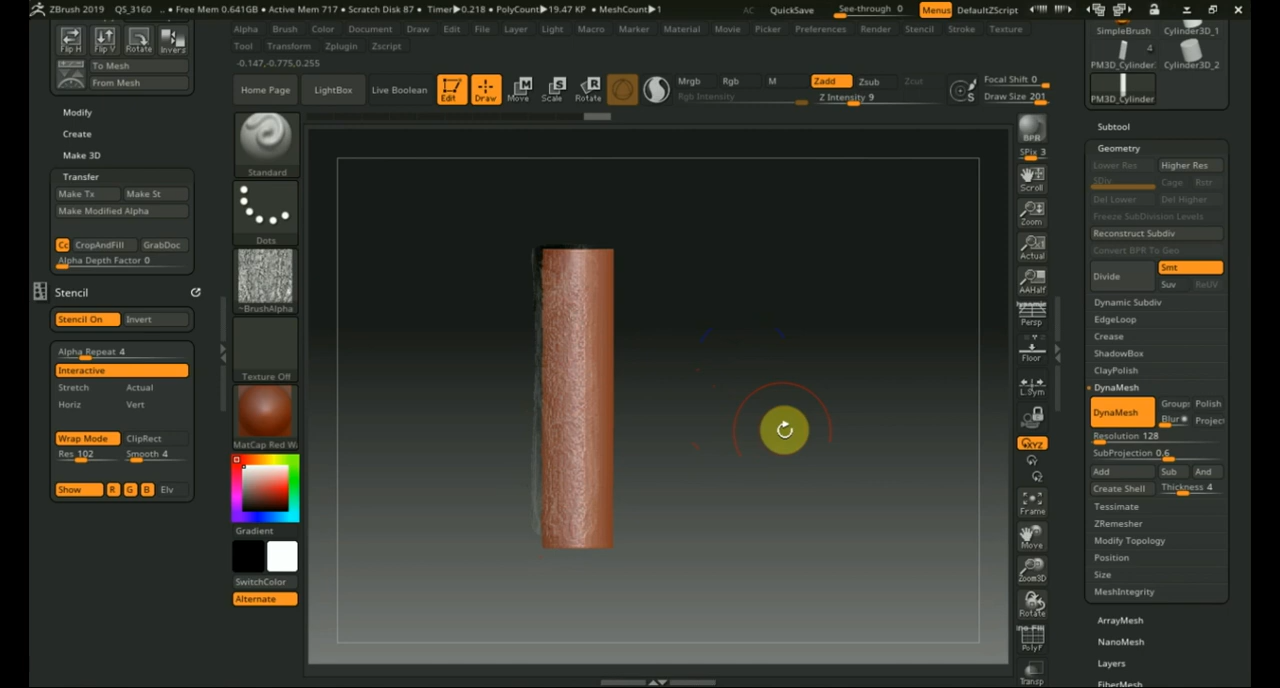 ZBrush 2019 QS_3160 .. • Free Mem 0.641GB • Active Mem 717 • Scratch Disk 87 • Timer▶0.218 • PolyCount▶19.47 KP • MeshCount▶1 AC QuickSave See-through 0 Menus DefaultZScript
Alpha Brush Color Document Draw Edit File Layer Light Macro Marker Material Movie Picker Preferences Render Stencil Stroke Texture
Tool Transform Zplugin Zscript
-0.147,-0.775,0.255
Home Page LightBox Live Boolean Edit Draw Move Scale Rotate
Mrgb Rgb M Zadd Zsub Zcut
Rgb Intensity Z Intensity 9
Focal Shift 0
Draw Size 201
Flip H Flip V Rotate Invers
To Mesh
From Mesh
Modify
Create
Make 3D
Transfer
Make Tx Make St
Make Modified Alpha
Cc CropAndFill GrabDoc
Alpha Depth Factor 0
Stencil
Stencil On Invert
Alpha Repeat 4
Interactive
Stretch Actual
Horiz Vert
Wrap Mode ClipRect
Res 102 Smooth 4
Show R G B Elv
Standard
Dots
~BrushAlpha
Texture Off
MatCap Red Wa
Gradient
SwitchColor
Alternate
BPR
SPix 3
Scroll
Zoom
Actual
AAHalf
Persp
Floor
L.Sym
XYZ
Frame
Move
Zoom3D
Rotate
PolyF
Transp
SimpleBrush Cylinder3D_1
4
PM3D_Cylinder Cylinder3D_2
PM3D_Cylinder
Subtool
Geometry
Lower Res Higher Res
SDiv Cage Rstr
Del Lower Del Higher
Freeze SubDivision Levels
Reconstruct Subdiv
Convert BPR To Geo
Divide Smt
Suv ReUV
Dynamic Subdiv
EdgeLoop
Crease
ShadowBox
ClayPolish
DynaMesh
DynaMesh Group: Polish
Blur Projec
Resolution 128
SubProjection 0.6
Add Sub And
Create Shell Thickness 4
Tessimate
ZRemesher
Modify Topology
Position
Size
MeshIntegrity
ArrayMesh
NanoMesh
Layers
FiberMesh